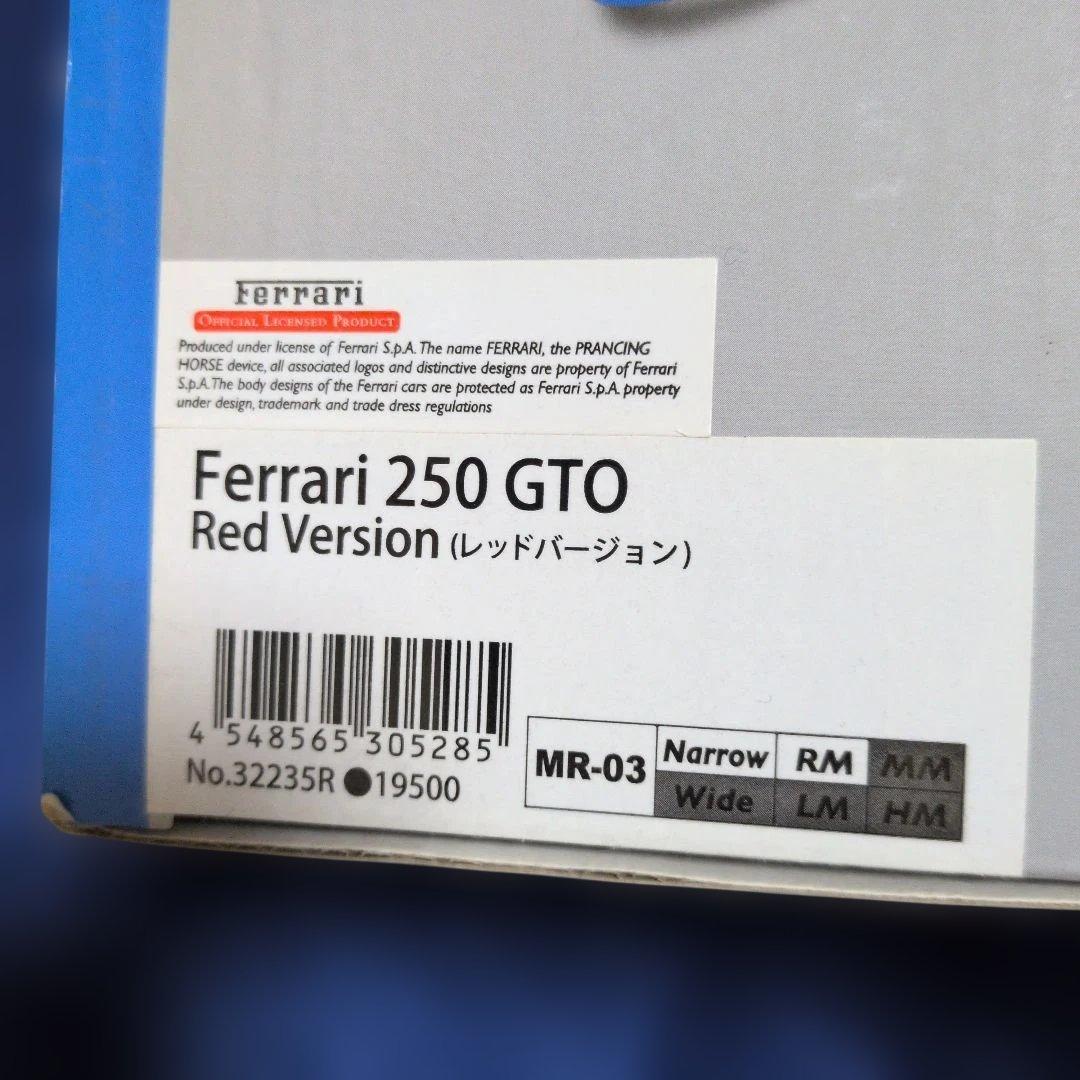 Ferrari
OFFICIAL LICENSED PRODUCT
Produced under license of Ferrari S.p.A. The name FERRARI, the PRANCING
HORSE device, all associated logos and distinctive designs are property of Ferrari
S.p.A. The body designs of the Ferrari cars are protected as Ferrari S.p.A. property
under design, trademark and trade dress regulations
Ferrari 250 GTO
Red Version (レッドバージョン)
4 548565 305285
No.32235R ●19500
MR-03 Narrow RM MM
Wide LM HM